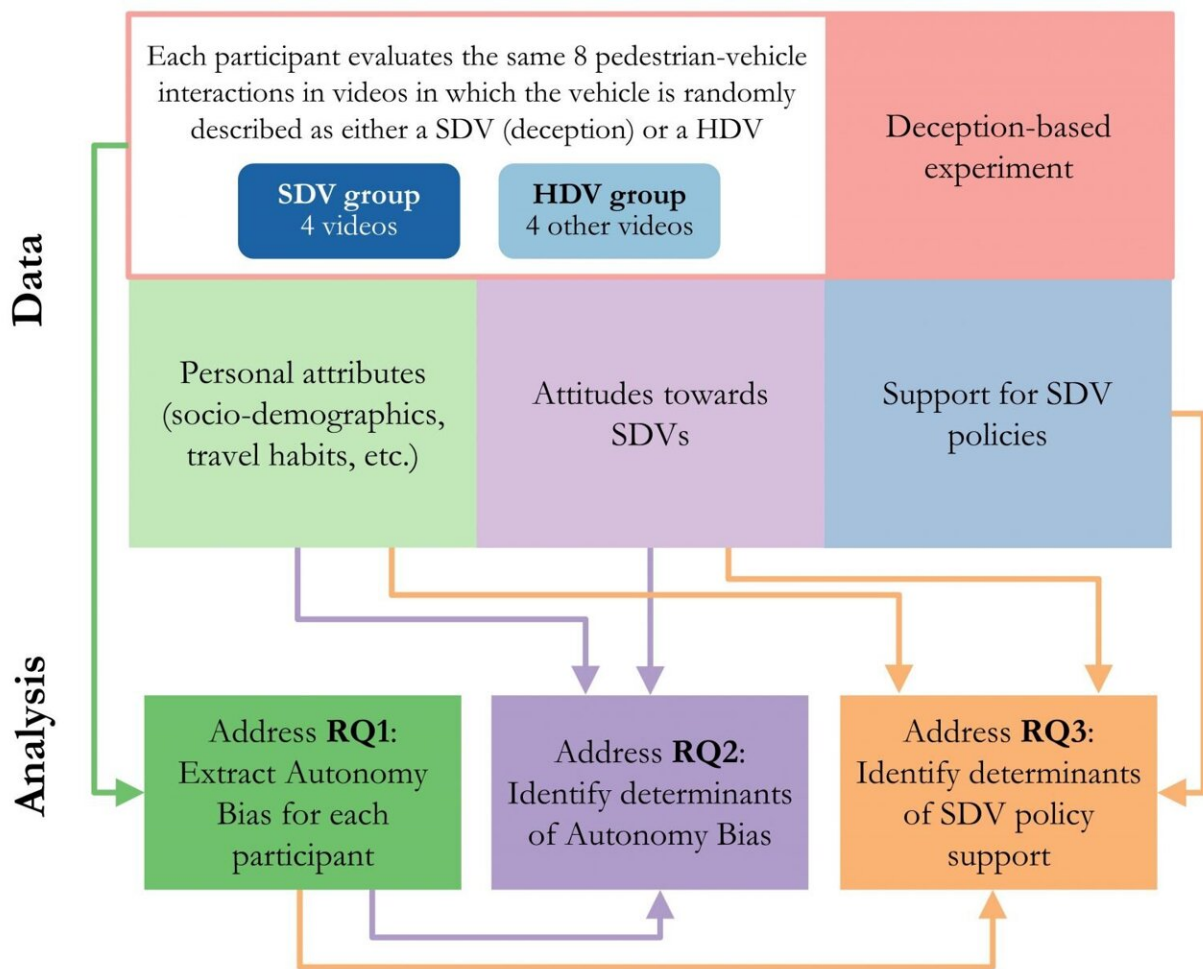 Each participant evaluates the same 8 pedestrian-vehicle
interactions in videos in which the vehicle is randomly
described as either a SDV (deception) or a HDV
SDV group
4 videos
HDV group
4 other videos
Deception-based
experiment
Data
Personal attributes
(socio-demographics,
travel habits, etc.)
Attitudes towards
SDVs
Support for SDV
policies
Analysis
Address RQ1:
Extract Autonomy
Bias for each
participant
Address RQ2:
Identify determinants
of Autonomy Bias
Address RQ3:
Identify determinants
of SDV policy
support